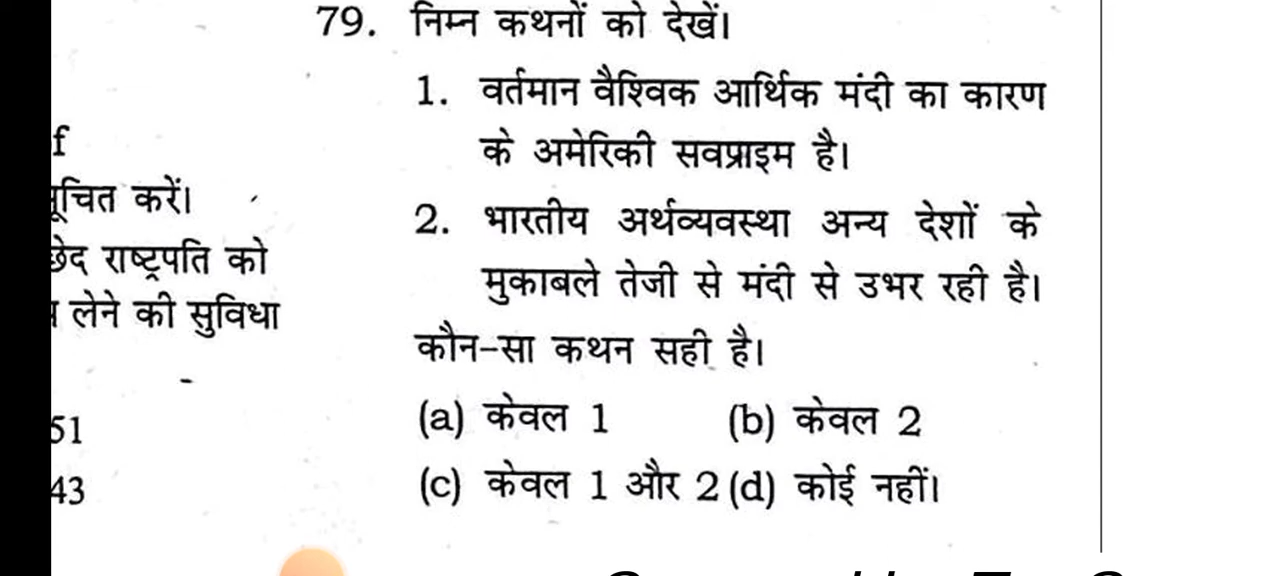 79. निम्न कथनों को देखें।
1. वर्तमान वैश्विक आर्थिक मंदी का कारण
के अमेरिकी सवप्राइम है।
2. भारतीय अर्थव्यवस्था अन्य देशों के
मुकाबले तेजी से मंदी से उभर रही है।
कौन-सा कथन सही है।
(a) केवल 1 (b) केवल 2
(c) केवल 1 और 2 (d) कोई नहीं।
f
चित करें।
राष्ट्रपति को
लेने की सुविधा
51
43